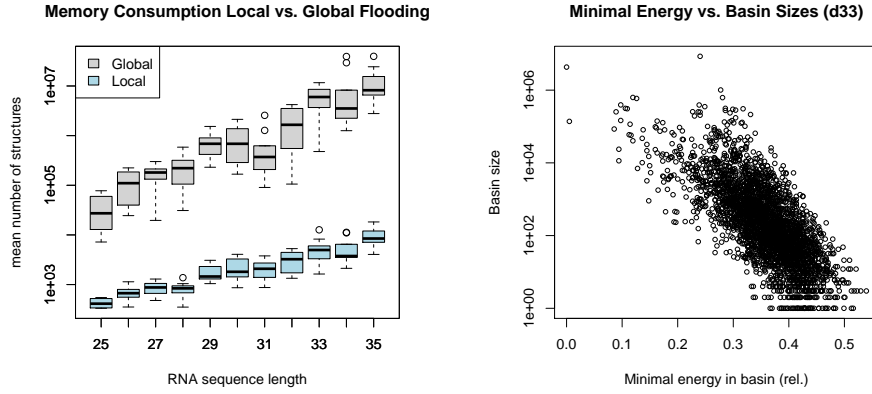 Memory Consumption Local vs. Global Flooding
Global
Local
mean number of structures
1e+03
1e+05
1e+07
25
27
29
31
33
35
RNA sequence length
Minimal Energy vs. Basin Sizes (d33)
Basin size
1e+00
1e+02
1e+04
1e+06
0.0
0.1
0.2
0.3
0.4
0.5
Minimal energy in basin (rel.)